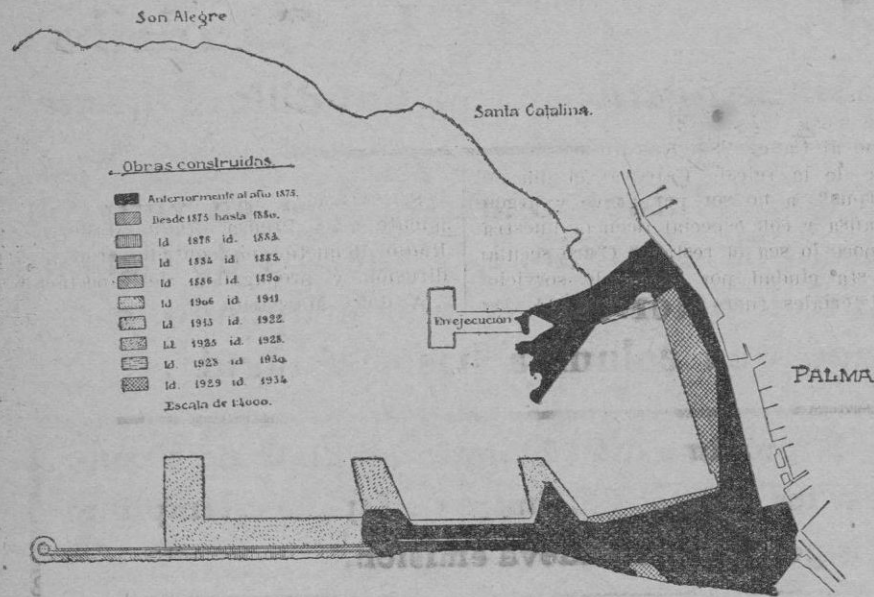 Son Alegre
Santa Catalina.
Obras construidas.
Anteriormente al año 1875.
Desde 1875 hasta 1880.
Id 1878 id. 1883.
Id 1884 id. 1885.
Id 1886 id. 1890
Id 1906 id. 1911
Id. 1913 id. 1922.
Id. 1925 id. 1928.
Id. 1928 id. 1930.
Id. 1929 id. 1934
Escala de 1:4000.
En ejecución
PALMA